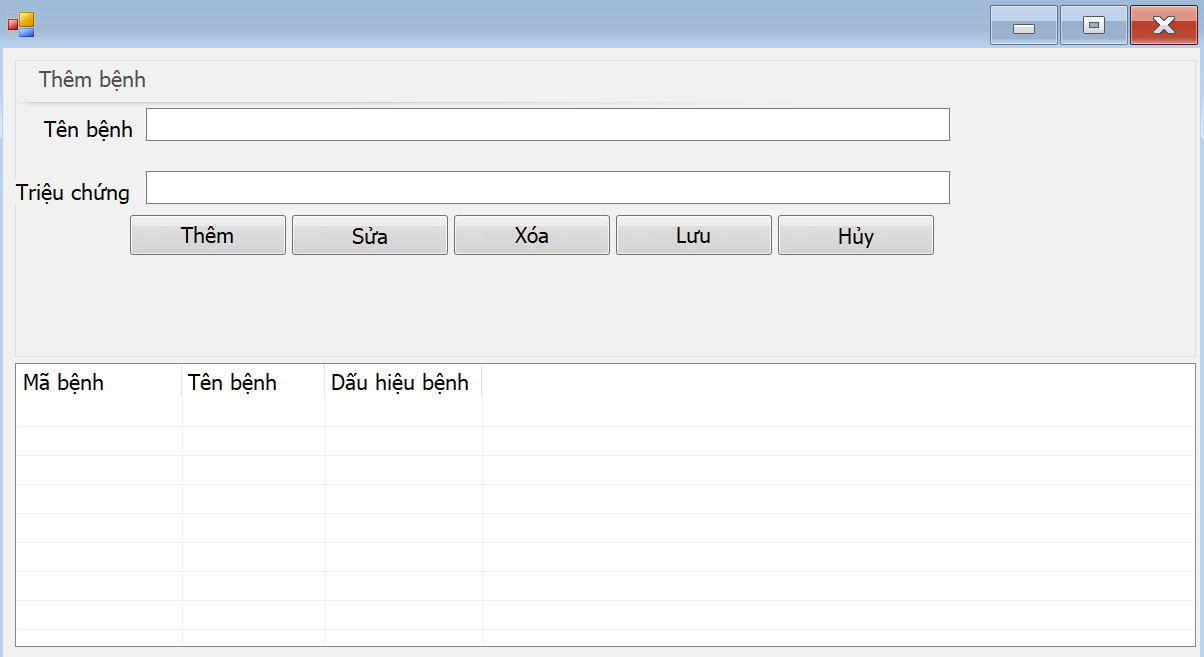 Thêm bệnh
Tên bệnh
Triệu chứng
Thêm Sửa Xóa Lưu Hủy
Mã bệnh Tên bệnh Dấu hiệu bệnh